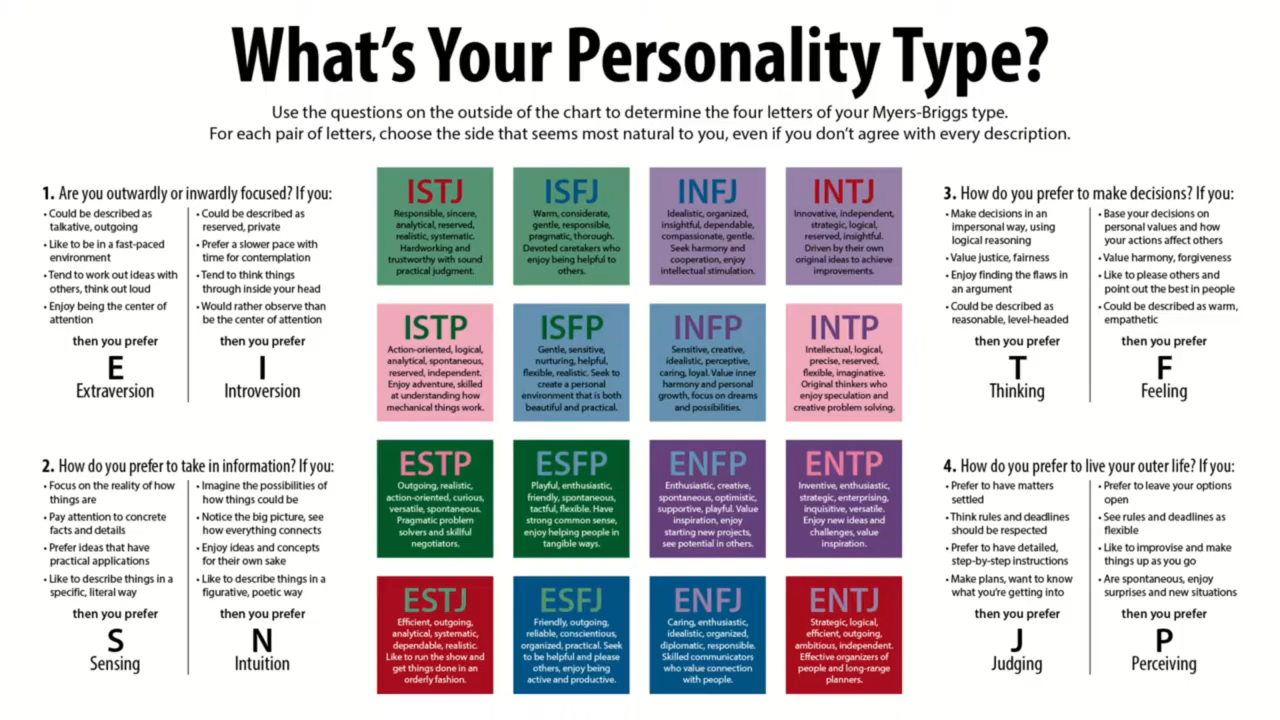 What's Your Personality Type?
Use the questions on the outside of the chart to determine the four letters of your Myers-Briggs type.
For each pair of letters, choose the side that seems most natural to you, even if you don't agree with every description.
1. Are you outwardly or inwardly focused? If you:
• Could be described as
talkative, outgoing
• Like to be in a fast-paced
environment
• Tend to work out ideas with
others, think out loud
• Enjoy being the center of
attention
then you prefer
E
Extraversion
• Could be described as
reserved, private
• Prefer a slower pace with
time for contemplation
• Tend to think things
through inside your head
• Would rather observe than
be the center of attention
then you prefer
I
Introversion
2. How do you prefer to take in information? If you:
• Focus on the reality of how
things are
• Pay attention to concrete
facts and details
• Prefer ideas that have
practical applications
• Like to describe things in a
specific, literal way
then you prefer
S
Sensing
• Imagine the possibilities of
how things could be
• Notice the big picture, see
how everything connects
• Enjoy ideas and concepts
for their own sake
• Like to describe things in a
figurative, poetic way
then you prefer
N
Intuition
ISTJ
Responsible, sincere,
analytical, reserved,
realistic, systematic.
Hardworking and
trustworthy with sound
practical judgment.
ISFJ
Warm, considerate,
gentle, responsible,
pragmatic, thorough.
Devoted caretakers who
enjoy being helpful to
others.
INFJ
Idealistic, organized,
insightful, dependable,
compassionate, gentle.
Seek harmony and
cooperation, enjoy
intellectual stimulation.
INTJ
Innovative, independent,
strategic, logical,
reserved, insightful.
Driven by their own
original ideas to achieve
improvements.
ISTP
Action-oriented, logical,
analytical, spontaneous,
reserved, independent.
Enjoy adventure, skilled
at understanding how
mechanical things work.
ISFP
Gentle, sensitive,
nurturing, helpful,
flexible, realistic. Seek to
create a personal
environment that is both
beautiful and practical.
INFP
Sensitive, creative,
idealistic, perceptive,
caring, loyal. Value inner
harmony and personal
growth, focus on dreams
and possibilities.
INTP
Intellectual, logical,
precise, reserved,
flexible, imaginative.
Original thinkers who
enjoy speculation and
creative problem solving.
ESTP
Outgoing, realistic,
action-oriented, curious,
versatile, spontaneous.
Pragmatic problem
solvers and skillful
negotiators.
ESFP
Playful, enthusiastic,
friendly, spontaneous,
tactful, flexible. Have
strong common sense,
enjoy helping people in
tangible ways.
ENFP
Enthusiastic, creative,
spontaneous, optimistic,
supportive, playful. Value
inspiration, enjoy
starting new projects,
see potential in others.
ENTP
Inventive, enthusiastic,
strategic, enterprising,
inquisitive, versatile.
Enjoy new ideas and
challenges, value
inspiration.
ESTJ
Efficient, outgoing,
analytical, systematic,
dependable, realistic.
Like to run the show and
get things done in an
orderly fashion.
ESFJ
Friendly, outgoing,
reliable, conscientious,
organized, practical. Seek
to be helpful and please
others, enjoy being
active and productive.
ENFJ
Caring, enthusiastic,
idealistic, organized,
diplomatic, responsible.
Skilled communicators
who value connection
with people.
ENTJ
Strategic, logical,
efficient, outgoing,
ambitious, independent.
Effective organizers of
people and long-range
planners.
3. How do you prefer to make decisions? If you:
• Make decisions in an
impersonal way, using
logical reasoning
• Value justice, fairness
• Enjoy finding the flaws in
an argument
• Could be described as
reasonable, level-headed
then you prefer
T
Thinking
• Base your decisions on
personal values and how
your actions affect others
• Value harmony, forgiveness
• Like to please others and
point out the best in people
• Could be described as warm,
empathetic
then you prefer
F
Feeling
4. How do you prefer to live your outer life? If you:
• Prefer to have matters
settled
• Think rules and deadlines
should be respected
• Prefer to have detailed,
step-by-step instructions
• Make plans, want to know
what you're getting into
then you prefer
J
Judging
• Prefer to leave your options
open
• See rules and deadlines as
flexible
• Like to improvise and make
things up as you go
• Are spontaneous, enjoy
surprises and new situations
then you prefer
P
Perceiving